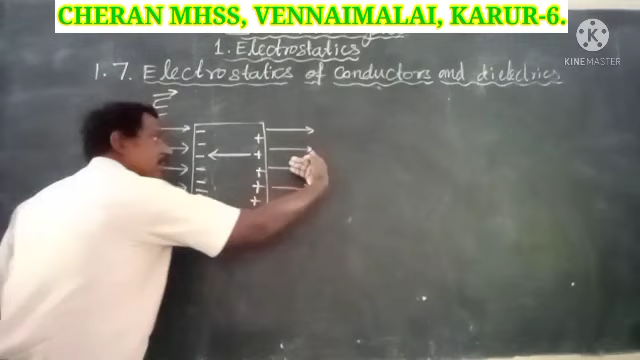 CHERAN MHSS, VENNAIMALAI, KARUR-6.
KINEMASTER
1. Electrostatics
1.7. Electrostatics of conductors and dielectrics
E